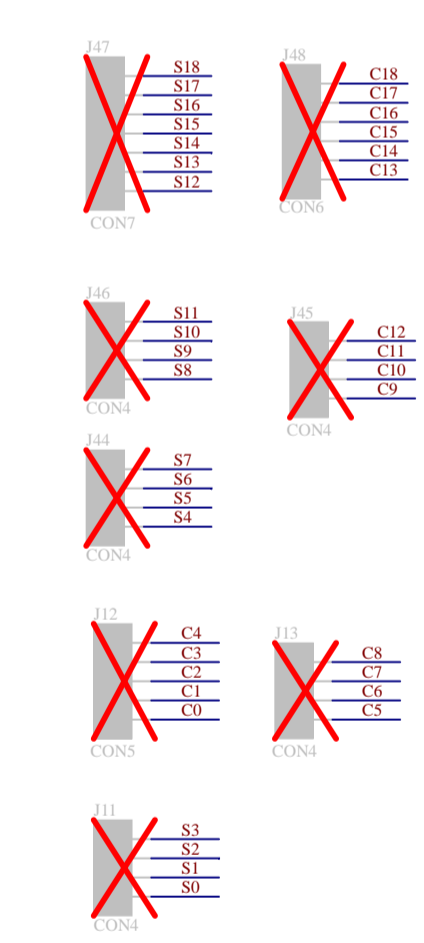 J47
S18
S17
S16
S15
S14
S13
S12
CON7
J48
C18
C17
C16
C15
C14
C13
CON6
J46
S11
S10
S9
S8
CON4
J45
C12
C11
C10
C9
CON4
J44
S7
S6
S5
S4
CON4
J12
C4
C3
C2
C1
C0
CON5
J13
C8
C7
C6
C5
CON4
J11
S3
S2
S1
S0
CON4